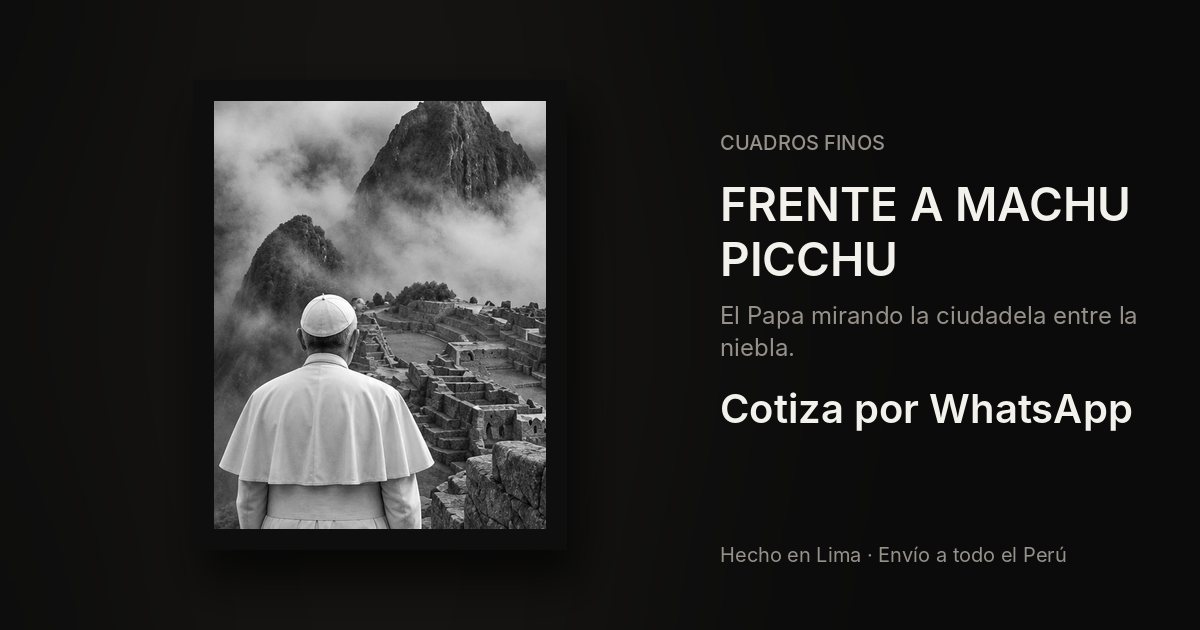 CUADROS FINOS
FRENTE A MACHU
PICCHU
El Papa mirando la ciudadela entre la
niebla.
Cotiza por WhatsApp
Hecho en Lima · Envío a todo el Perú